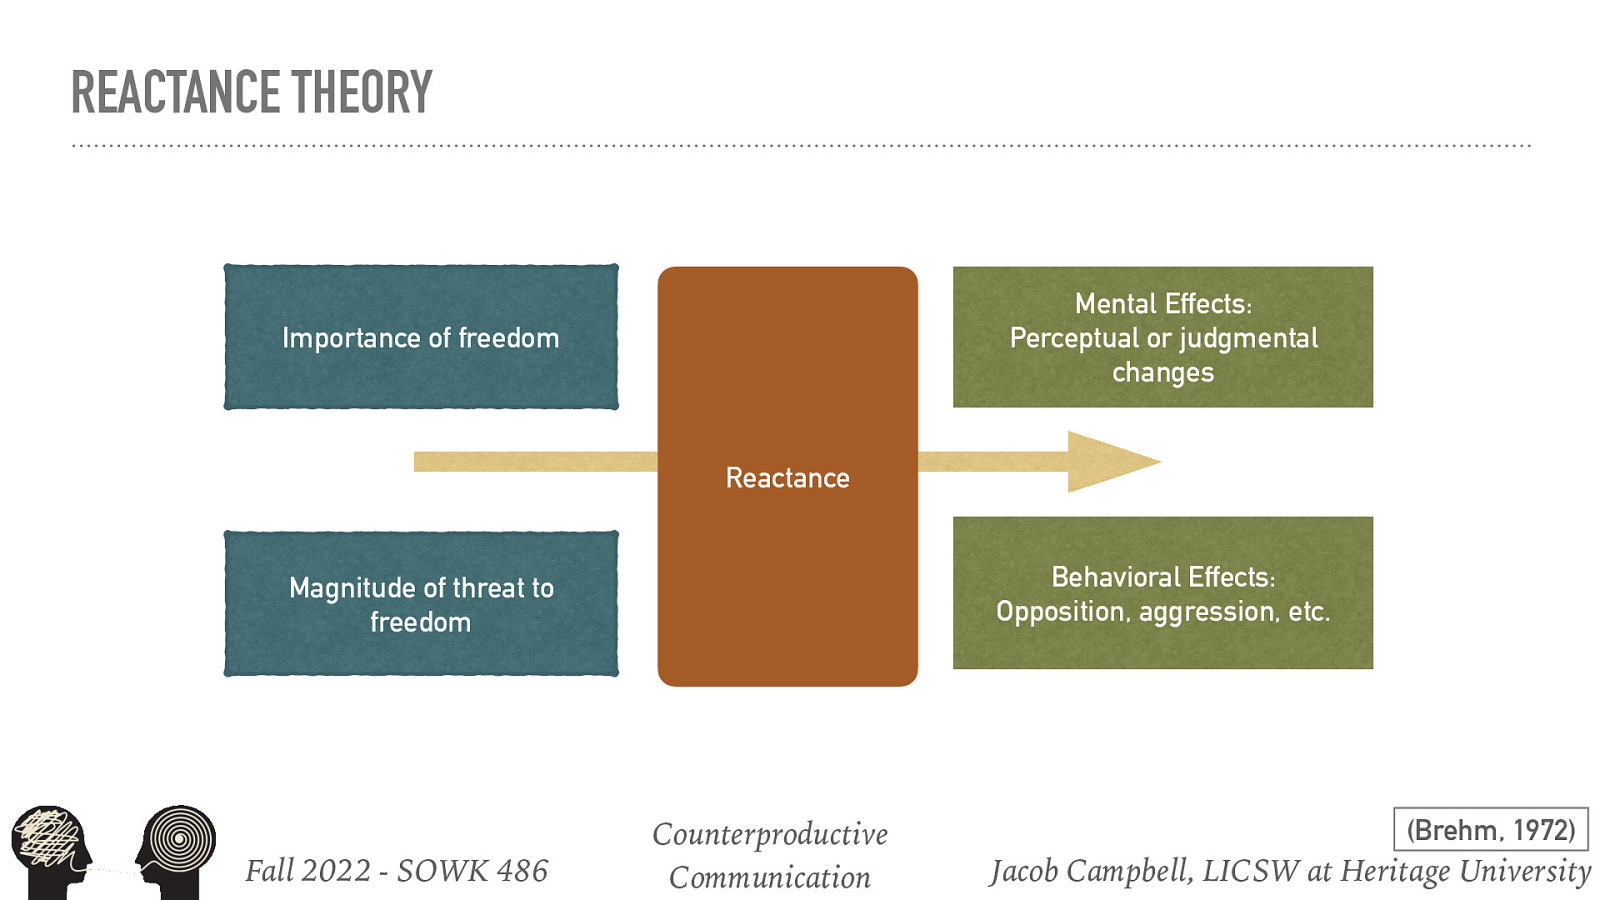 REACTANCE THEORY
Importance of freedom
Magnitude of threat to
freedom
Reactance
Mental Effects:
Perceptual or judgmental
changes
Behavioral Effects:
Opposition, aggression, etc.
(Brehm, 1972)
Fall 2022 - SOWK 486
Counterproductive
Communication
Jacob Campbell, LICSW at Heritage University